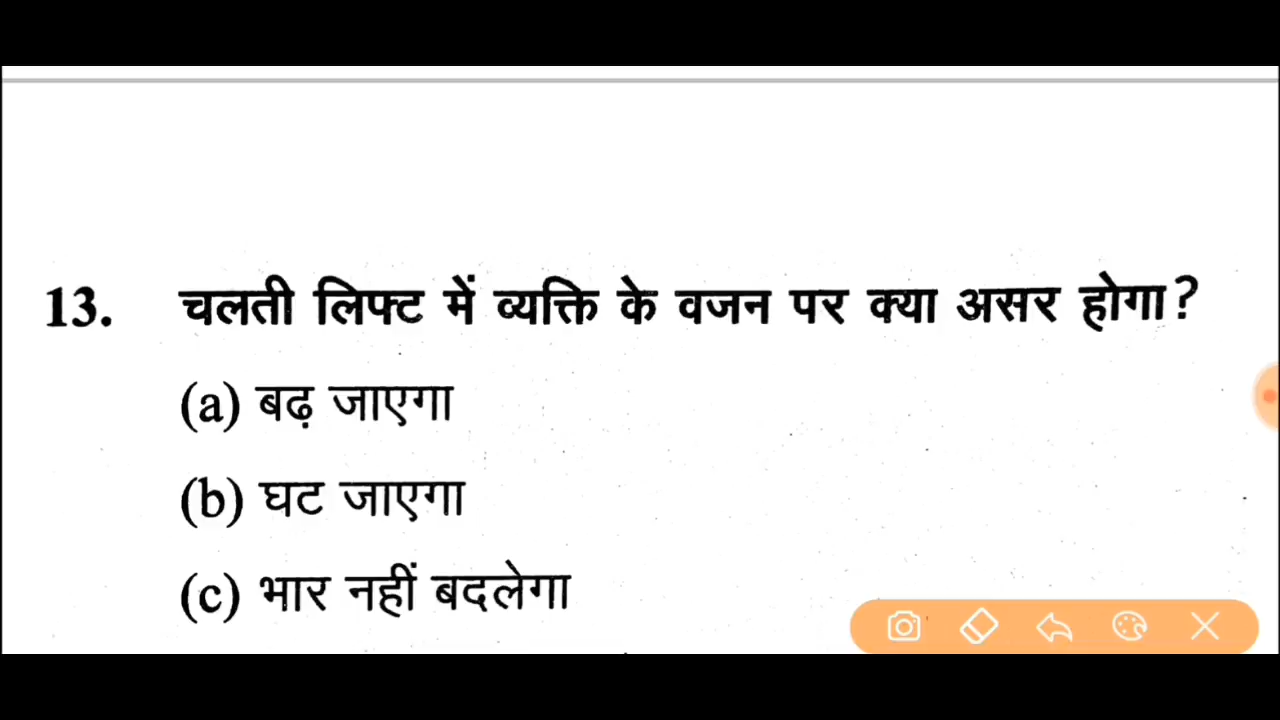 13. चलती लिफ्ट में व्यक्ति के वजन पर क्या असर होगा?
(a) बढ़ जाएगा
(b) घट जाएगा
(c) भार नहीं बदलेगा